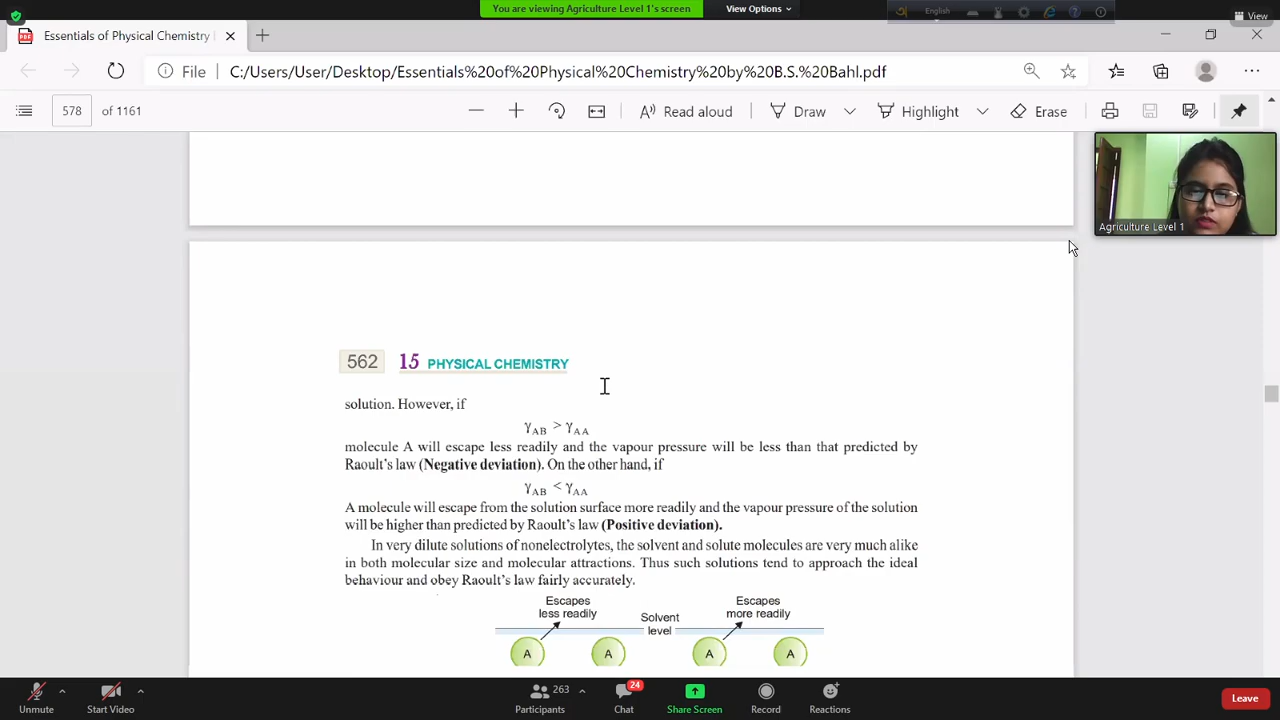 You are viewing Agriculture Level 1's screen
View Options
English
View
Essentials of Physical Chemistry
File
C:/Users/User/Desktop/Essentials%20of%20Physical%20Chemistry%20by%20B.S.%20Bahl.pdf
578 of 1161
Read aloud
Draw
Highlight
Erase
Agriculture Level 1
562 15 PHYSICAL CHEMISTRY
solution. However, if
γAB > γAA
molecule A will escape less readily and the vapour pressure will be less than that predicted by
Raoult's law (Negative deviation). On the other hand, if
γAB < γAA
A molecule will escape from the solution surface more readily and the vapour pressure of the solution
will be higher than predicted by Raoult's law (Positive deviation).
In very dilute solutions of nonelectrolytes, the solvent and solute molecules are very much alike
in both molecular size and molecular attractions. Thus such solutions tend to approach the ideal
behaviour and obey Raoult's law fairly accurately.
Escapes
less readily
Solvent
level
Escapes
more readily
A A A A
Unmute
Start Video
263
Participants
24
Chat
Share Screen
Record
Reactions
Leave